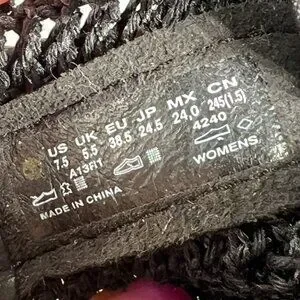 US UK EU JP MX CN
7.5 5.5 38.5 24.5 24.0 245(1.5)
A13FIT 4240
WOMENS
MADE IN CHINA